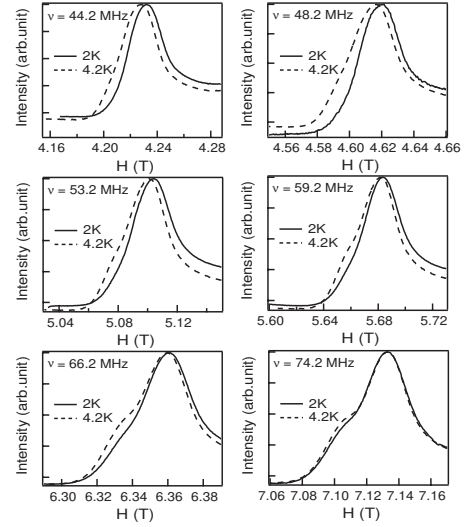 ν = 44.2 MHz
2K
4.2K
Intensity (arb.unit)
4.16 4.20 4.24 4.28
H (T)
ν = 48.2 MHz
2K
4.2K
Intensity (arb.unit)
4.56 4.58 4.60 4.62 4.64 4.66
H (T)
ν = 53.2 MHz
2K
4.2K
Intensity (arb.unit)
5.04 5.08 5.12
H (T)
ν = 59.2 MHz
2K
4.2K
Intensity (arb.unit)
5.60 5.64 5.68 5.72
H (T)
ν = 66.2 MHz
2K
4.2K
Intensity (arb.unit)
6.30 6.32 6.34 6.36 6.38
H (T)
ν = 74.2 MHz
2K
4.2K
Intensity (arb.unit)
7.06 7.08 7.10 7.12 7.14 7.16
H (T)